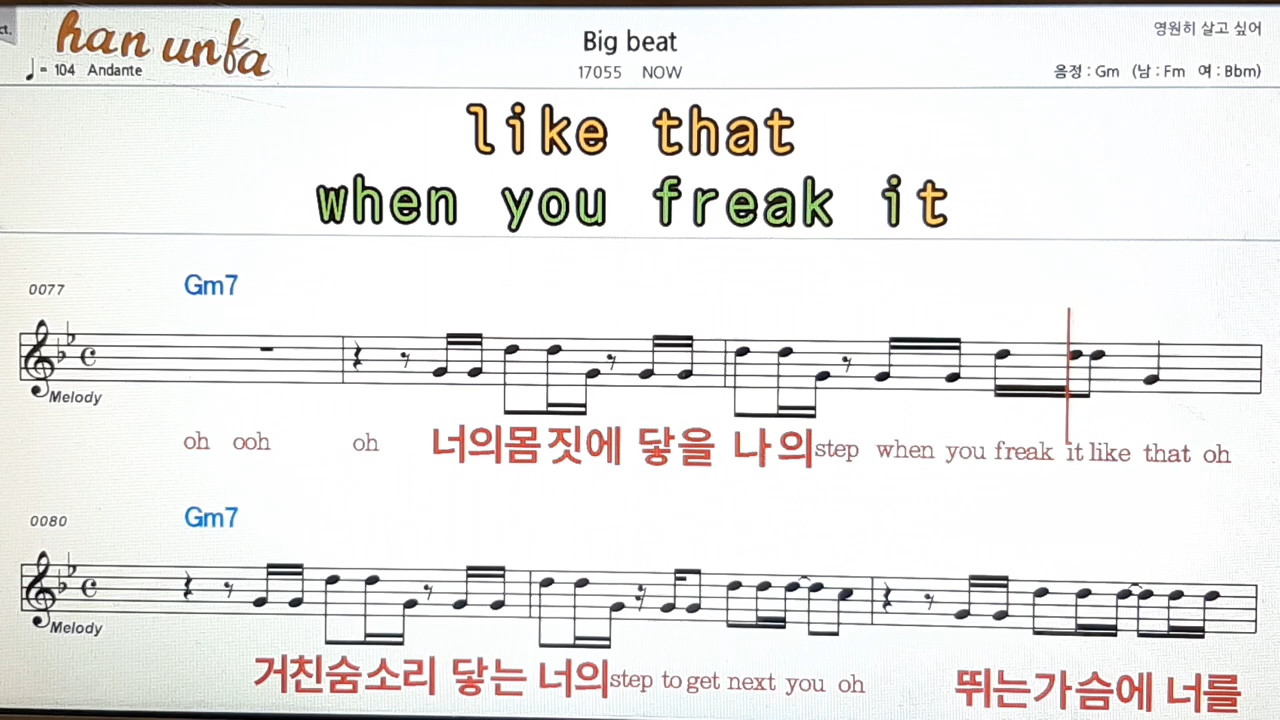 ct.
han unfa
Big beat
영원히 살고 싶어
♩= 104 Andante
17055 NOW
음정 : Gm (남 : Fm 여 : Bbm)
like that
when you freak it
0077
Gm7
Melody
oh ooh oh 너의몸짓에 닿을 나의step when you freak it like that oh
0080
Gm7
Melody
거친숨소리 닿는 너의step to get next you oh 뛰는가슴에 너를